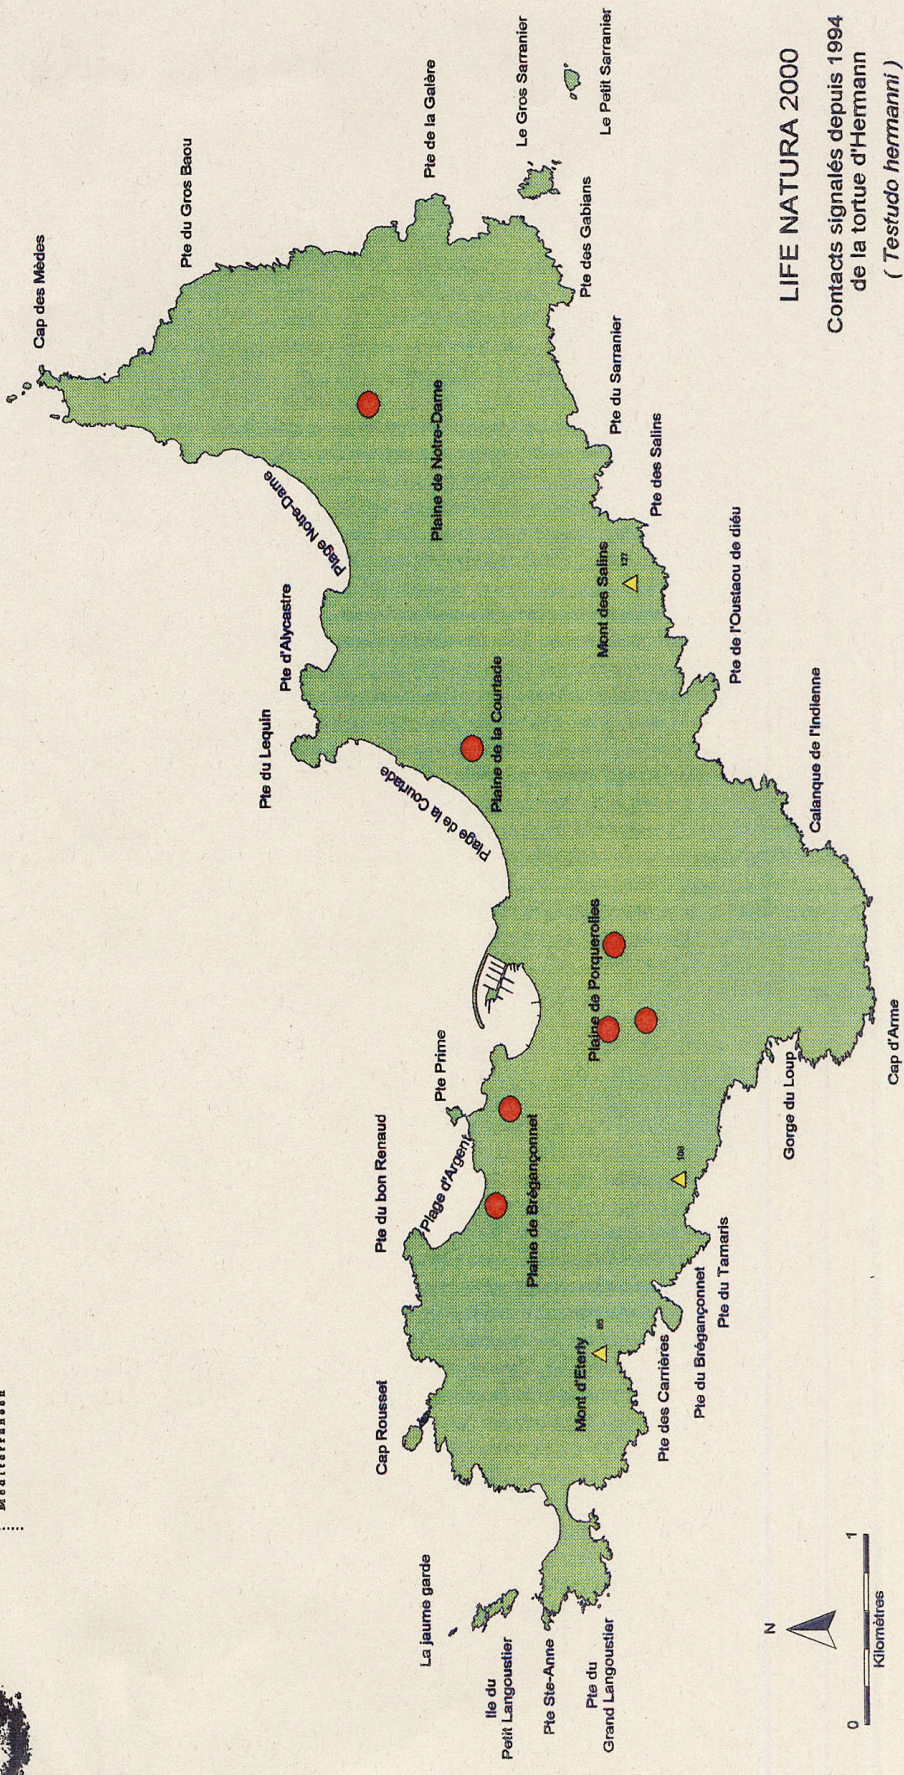 Méditerranéen
Cap des Mèdes
Pte du Gros Baou
Pte de la Galère
Le Gros Sarranier
Le Petit Sarranier
Pte des Gabians
Plage Notre-Dame
Plaine de Notre-Dame
Pte du Sarranier
Pte d'Alycastre
Pte du Lequin
Pte des Salins
Mont des Salins
127
Plage de la Courtade
Plaine de la Courtade
Pte de l'Oustaou de diéu
Calanque de l'Indienne
Plaine de Porquerolles
Pte Prime
Pte du bon Renaud
Plage d'Argent
Plaine de Brégançonnet
Cap d'Arme
Gorge du Loup
108
Pte du Tamaris
Pte du Brégançonnet
Pte des Carrières
Mont d'Eterly
85
Cap Rousset
La jaume garde
Ile du
Petit Langoustier
Pte Ste-Anne
Pte du
Grand Langoustier
N
0 1
Kilomètres
LIFE NATURA 2000
Contacts signalés depuis 1994
de la tortue d'Hermann
( Testudo hermanni )